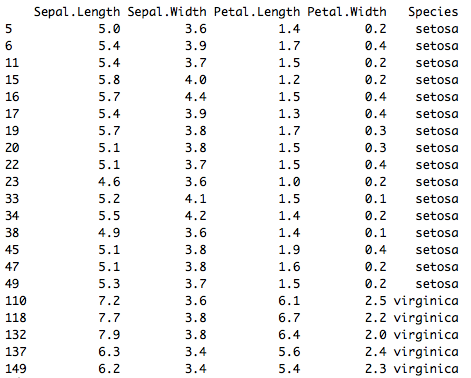 Sepal.Length Sepal.Width Petal.Length Petal.Width Species
5 5.0 3.6 1.4 0.2 setosa
6 5.4 3.9 1.7 0.4 setosa
11 5.4 3.7 1.5 0.2 setosa
15 5.8 4.0 1.2 0.2 setosa
16 5.7 4.4 1.5 0.4 setosa
17 5.4 3.9 1.3 0.4 setosa
19 5.7 3.8 1.7 0.3 setosa
20 5.1 3.8 1.5 0.3 setosa
22 5.1 3.7 1.5 0.4 setosa
23 4.6 3.6 1.0 0.2 setosa
33 5.2 4.1 1.5 0.1 setosa
34 5.5 4.2 1.4 0.2 setosa
38 4.9 3.6 1.4 0.1 setosa
45 5.1 3.8 1.9 0.4 setosa
47 5.1 3.8 1.6 0.2 setosa
49 5.3 3.7 1.5 0.2 setosa
110 7.2 3.6 6.1 2.5 virginica
118 7.7 3.8 6.7 2.2 virginica
132 7.9 3.8 6.4 2.0 virginica
137 6.3 3.4 5.6 2.4 virginica
149 6.2 3.4 5.4 2.3 virginica